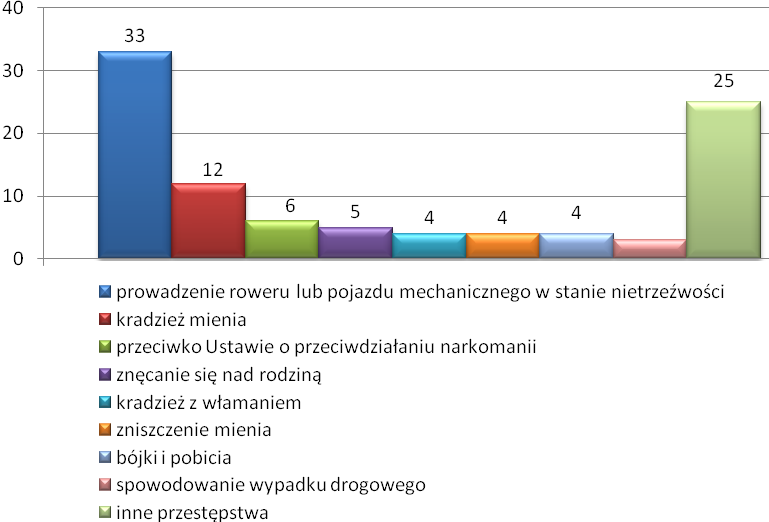 40
33
30
25
20
12
10
6
5
4
4
4
0
prowadzenie roweru lub pojazdu mechanicznego w stanie nietrzeźwości
kradzież mienia
przeciwko Ustawie o przeciwdziałaniu narkomanii
znęcanie się nad rodziną
kradzież z włamaniem
zniszczenie mienia
bójki i pobicia
spowodowanie wypadku drogowego
inne przestępstwa